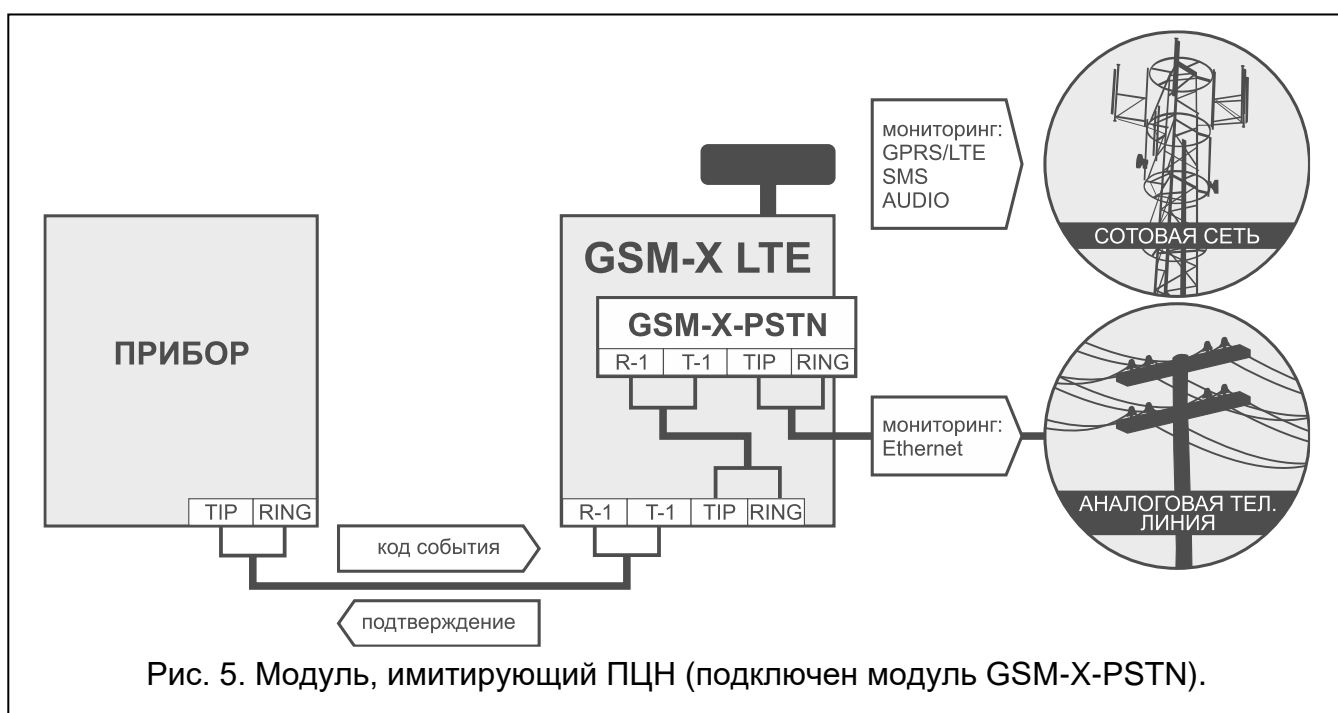 мониторинг:
GPRS/LTE
SMS
AUDIO
СОТОВАЯ СЕТЬ
GSM-X LTE
GSM-X-PSTN
R-1 T-1 TIP RING
ПРИБОР
мониторинг:
Ethernet
АНАЛОГОВАЯ ТЕЛ.
ЛИНИЯ
TIP RING
R-1 T-1 TIP RING
код события
подтверждение
Рис. 5. Модуль, имитирующий ПЦН (подключен модуль GSM-X-PSTN).